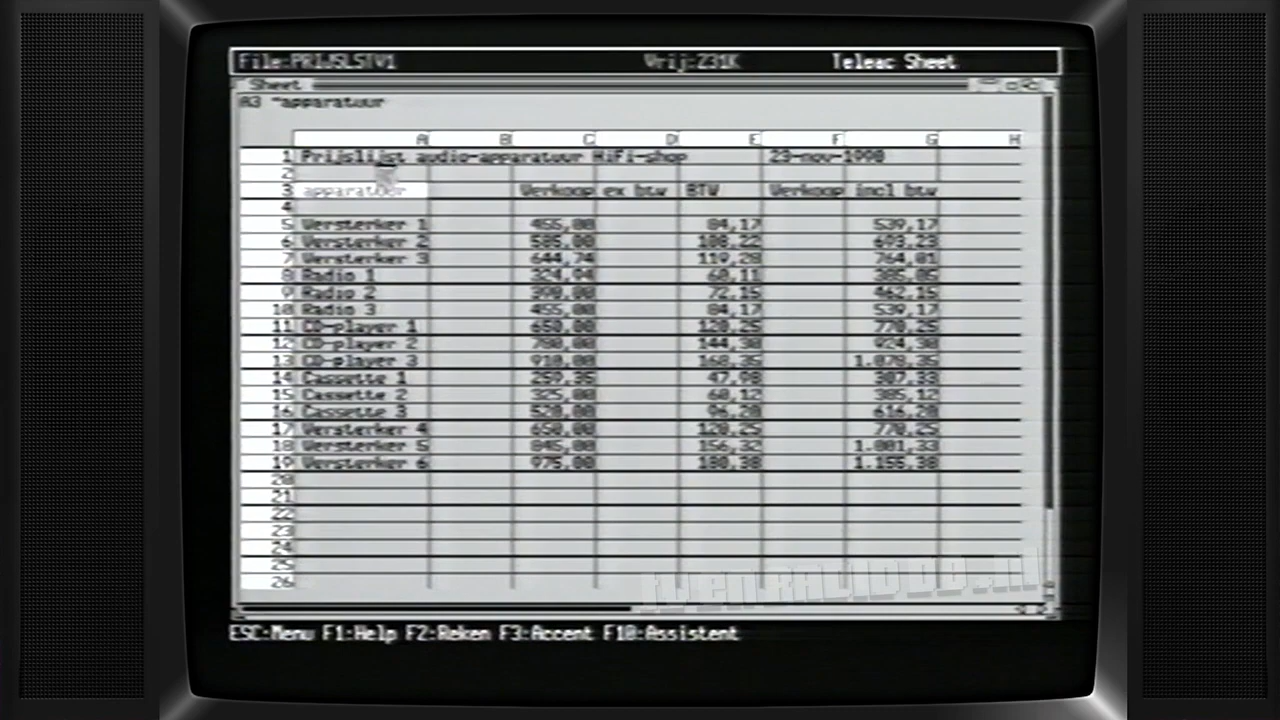 File:PRIJSLSTV1 Vrij:231K Teleac Sheet
Sheet
A3 "apparatuur
A B C D E F G H
1 Prijslijst audio-apparatuur HiFi-shop 23-nov-1990
2
3 apparatuur Verkoop ex btw BTW Verkoop incl btw
4
5 Versterker 1 455,00 84,17 539,17
6 Versterker 2 585,00 108,22 693,23
7 Versterker 3 644,74 119,28 764,01
8 Radio 1 324,94 60,11 385,05
9 Radio 2 390,00 72,15 462,15
10 Radio 3 455,00 84,17 539,17
11 CD-player 1 650,00 120,25 770,25
12 CD-player 2 780,00 144,30 924,30
13 CD-player 3 910,00 168,35 1.078,35
14 Cassette 1 259,35 47,98 307,33
15 Cassette 2 325,00 60,12 385,12
16 Cassette 3 520,00 96,20 616,20
17 Versterker 4 650,00 120,25 770,25
18 Versterker 5 845,00 156,32 1.001,33
19 Versterker 6 975,00 180,38 1.155,38
20
21
22
23
24
25
26
ESC:Menu F1:Help F2:Reken F3:Accent F10:Assistent